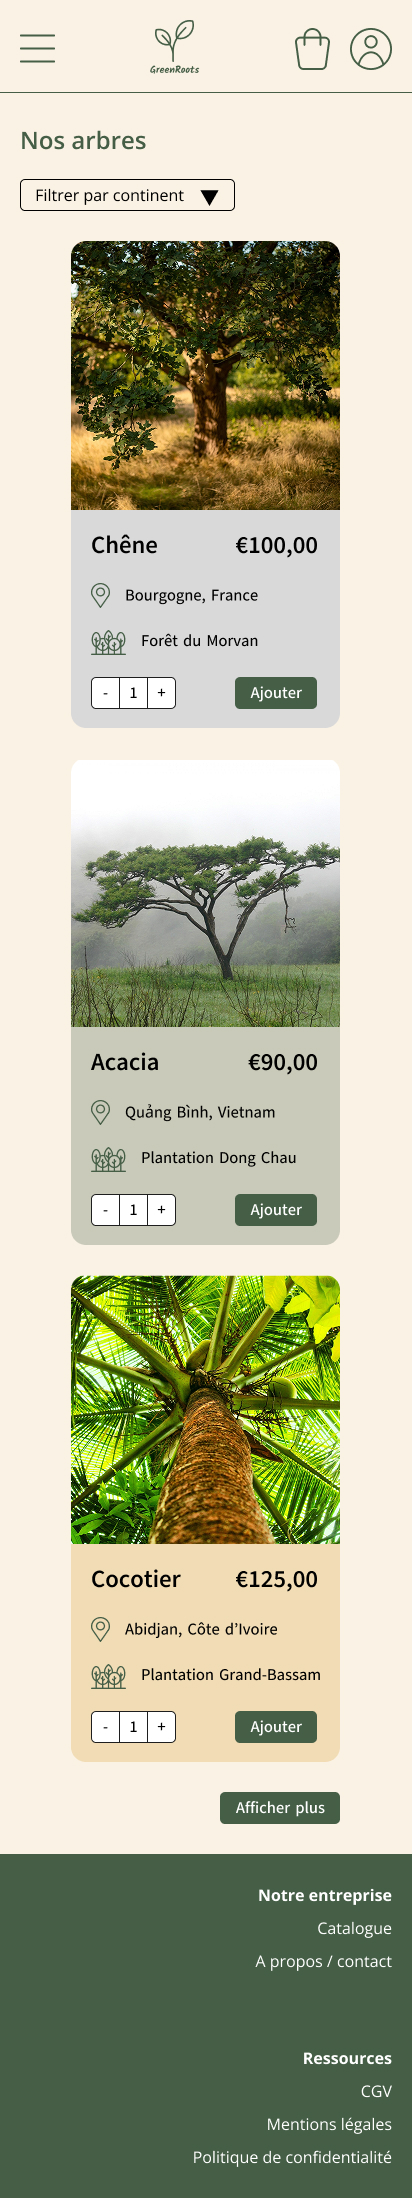 GreenRoots
Nos arbres
Filtrer par continent
Chêne €100,00
Bourgogne, France
Forêt du Morvan
- 1 + Ajouter
Acacia €90,00
Quảng Bình, Vietnam
Plantation Dong Chau
- 1 + Ajouter
Cocotier €125,00
Abidjan, Côte d’Ivoire
Plantation Grand-Bassam
- 1 + Ajouter
Afficher plus
Notre entreprise
Catalogue
A propos / contact
Ressources
CGV
Mentions légales
Politique de confidentialité